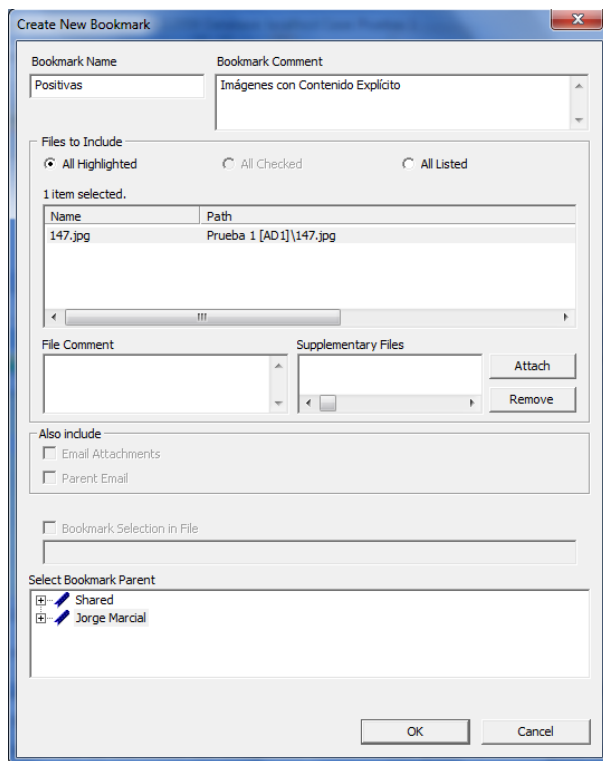 Create New Bookmark
Bookmark Name Bookmark Comment
Positivas Imágenes con Contenido Explícito
Files to Include
All Highlighted All Checked All Listed
1 item selected.
Name Path
147.jpg Prueba 1 [AD1]\147.jpg
File Comment Supplementary Files
Attach
Remove
Also include
Email Attachments
Parent Email
Bookmark Selection in File
Select Bookmark Parent
Shared
Jorge Marcial
OK Cancel